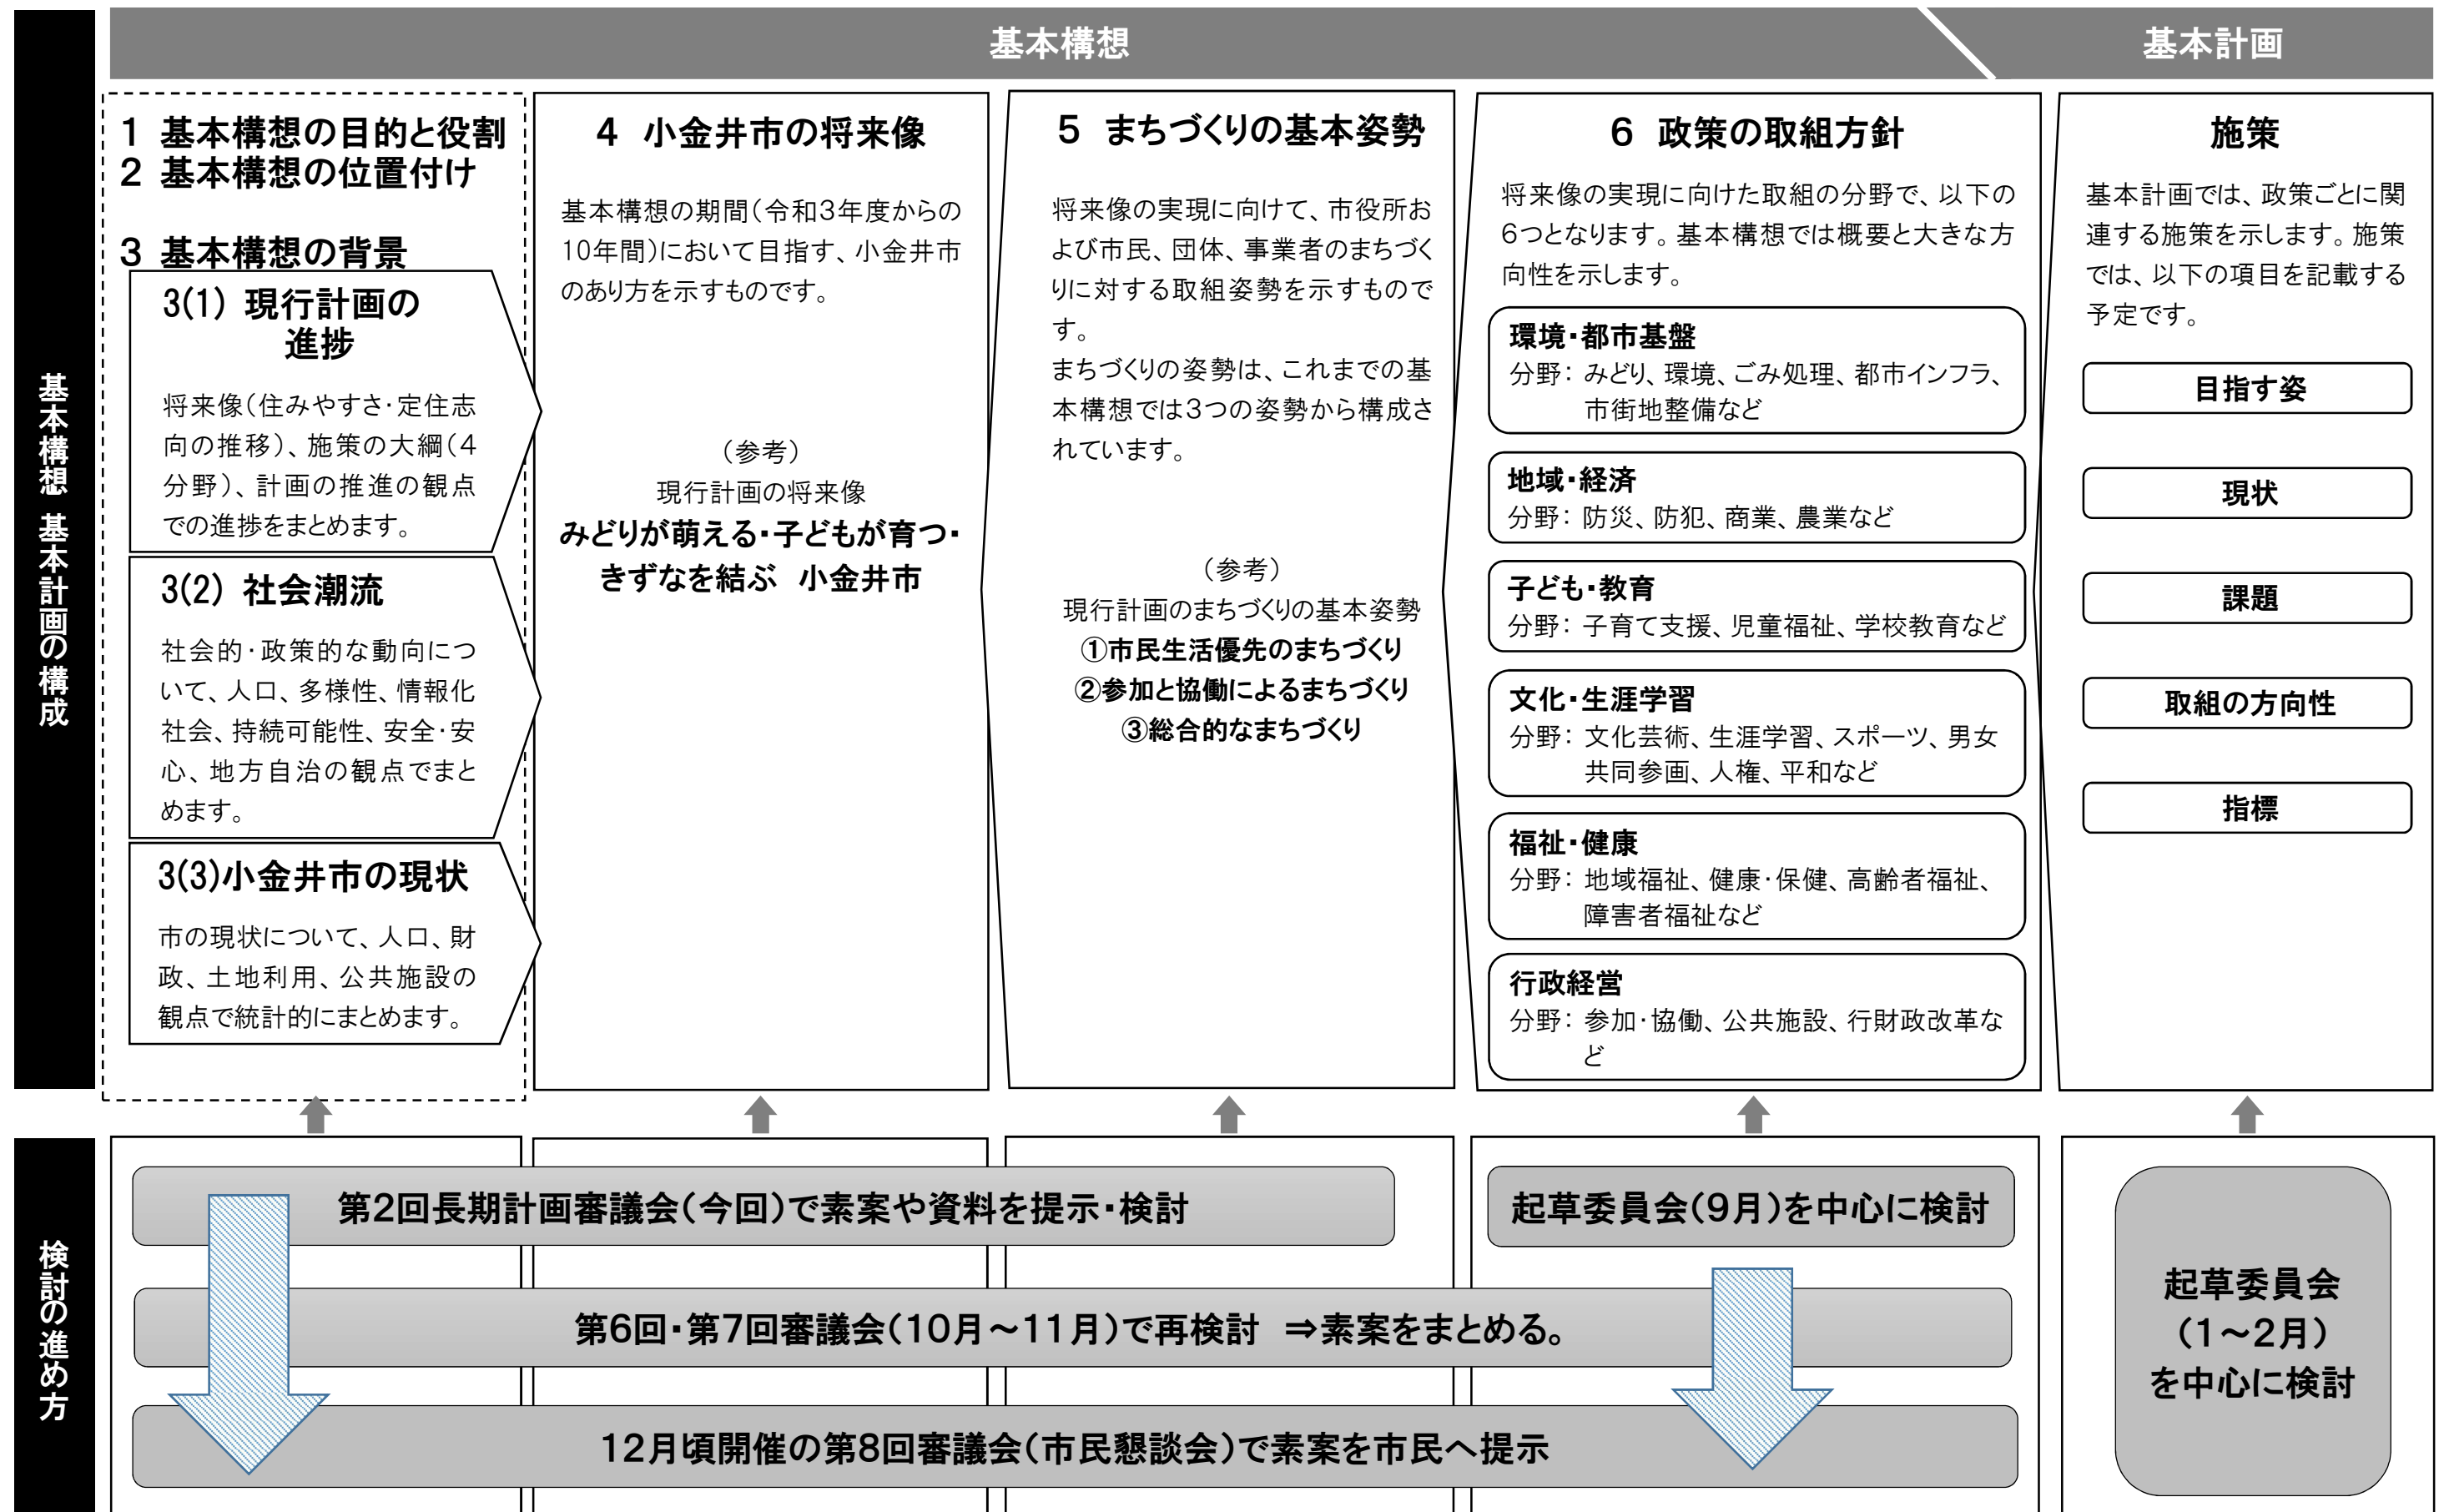 基本構想
基本計画
基本構想 基本計画の構成
1 基本構想の目的と役割
2 基本構想の位置付け
3 基本構想の背景
3(1) 現行計画の
進捗
将来像(住みやすさ・定住志
向の推移)、施策の大綱(4
分野)、計画の推進の観点
での進捗をまとめます。
3(2) 社会潮流
社会的・政策的な動向につ
いて、人口、多様性、情報化
社会、持続可能性、安全・安
心、地方自治の観点でまと
めます。
3(3)小金井市の現状
市の現状について、人口、財
政、土地利用、公共施設の
観点で統計的にまとめます。
4 小金井市の将来像
基本構想の期間(令和3年度からの
10年間)において目指す、小金井市
のあり方を示すものです。
(参考)
現行計画の将来像
みどりが萌える・子どもが育つ・
きずなを結ぶ 小金井市
5 まちづくりの基本姿勢
将来像の実現に向けて、市役所お
よび市民、団体、事業者のまちづく
りに対する取組姿勢を示すもので
す。
まちづくりの姿勢は、これまでの基
本構想では3つの姿勢から構成さ
れています。
(参考)
現行計画のまちづくりの基本姿勢
①市民生活優先のまちづくり
②参加と協働によるまちづくり
③総合的なまちづくり
6 政策の取組方針
将来像の実現に向けた取組の分野で、以下の
6つとなります。基本構想では概要と大きな方
向性を示します。
環境・都市基盤
分野: みどり、環境、ごみ処理、都市インフラ、
市街地整備など
地域・経済
分野: 防災、防犯、商業、農業など
子ども・教育
分野: 子育て支援、児童福祉、学校教育など
文化・生涯学習
分野: 文化芸術、生涯学習、スポーツ、男女
共同参画、人権、平和など
福祉・健康
分野: 地域福祉、健康・保健、高齢者福祉、
障害者福祉など
行政経営
分野: 参加・協働、公共施設、行財政改革な
ど
施策
基本計画では、政策ごとに関
連する施策を示します。施策
では、以下の項目を記載する
予定です。
目指す姿
現状
課題
取組の方向性
指標
検討の進め方
第2回長期計画審議会(今回)で素案や資料を提示・検討
起草委員会(9月)を中心に検討
第6回・第7回審議会(10月~11月)で再検討 ⇒素案をまとめる。
12月頃開催の第8回審議会(市民懇談会)で素案を市民へ提示
起草委員会
(1~2月)
を中心に検討